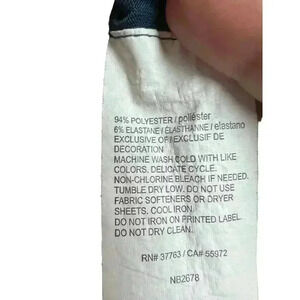 94% POLYESTER / poliéster
6% ELASTANE / ÉLASTHANNE / elastano
EXCLUSIVE OF / EXCLUSIF DE
DECORATION
MACHINE WASH COLD WITH LIKE
COLORS. DELICATE CYCLE.
NON-CHLORINE BLEACH IF NEEDED.
TUMBLE DRY LOW. DO NOT USE
FABRIC SOFTENERS OR DRYER
SHEETS. COOL IRON.
DO NOT IRON ON PRINTED LABEL.
DO NOT DRY CLEAN.
RN# 37763 / CA# 55972
NB2678